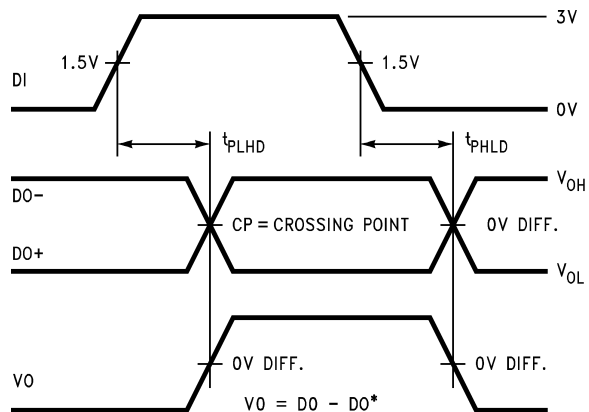 3V
1.5V
1.5V
DI
0V
tPLHD
tPHLD
VOH
DO-
CP = CROSSING POINT
0V DIFF.
DO+
VOL
0V DIFF.
0V DIFF.
VO
VO = DO - DO*